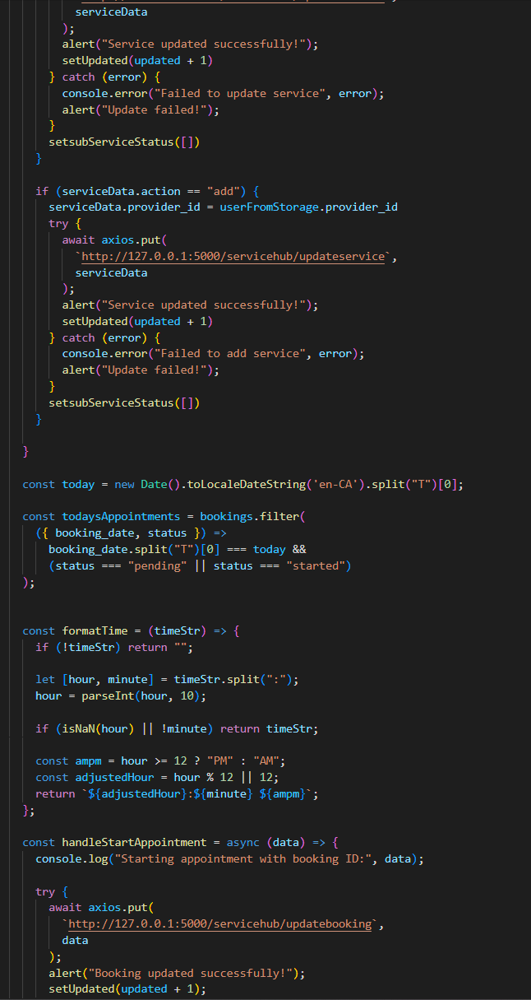 serviceData
);
alert("Service updated successfully!");
setUpdated(updated + 1)
} catch (error) {
console.error("Failed to update service", error);
alert("Update failed!");
}
setsubServiceStatus([])
}
if (serviceData.action == "add") {
serviceData.provider_id = userFromStorage.provider_id
try {
await axios.put(
`http://127.0.0.1:5000/servicehub/updateservice`,
serviceData
);
alert("Service updated successfully!");
setUpdated(updated + 1)
} catch (error) {
console.error("Failed to add service", error);
alert("Update failed!");
}
setsubServiceStatus([])
}
}
const today = new Date().toLocaleDateString('en-CA').split("T")[0];
const todaysAppointments = bookings.filter(
({ booking_date, status }) =>
booking_date.split("T")[0] === today &&
(status === "pending" || status === "started")
);
const formatTime = (timeStr) => {
if (!timeStr) return "";
let [hour, minute] = timeStr.split(":");
hour = parseInt(hour, 10);
if (isNaN(hour) || !minute) return timeStr;
const ampm = hour >= 12 ? "PM" : "AM";
const adjustedHour = hour % 12 || 12;
return `${adjustedHour}:${minute} ${ampm}`;
};
const handleStartAppointment = async (data) => {
console.log("Starting appointment with booking ID:", data);
try {
await axios.put(
`http://127.0.0.1:5000/servicehub/updatebooking`,
data
);
alert("Booking updated successfully!");
setUpdated(updated + 1);